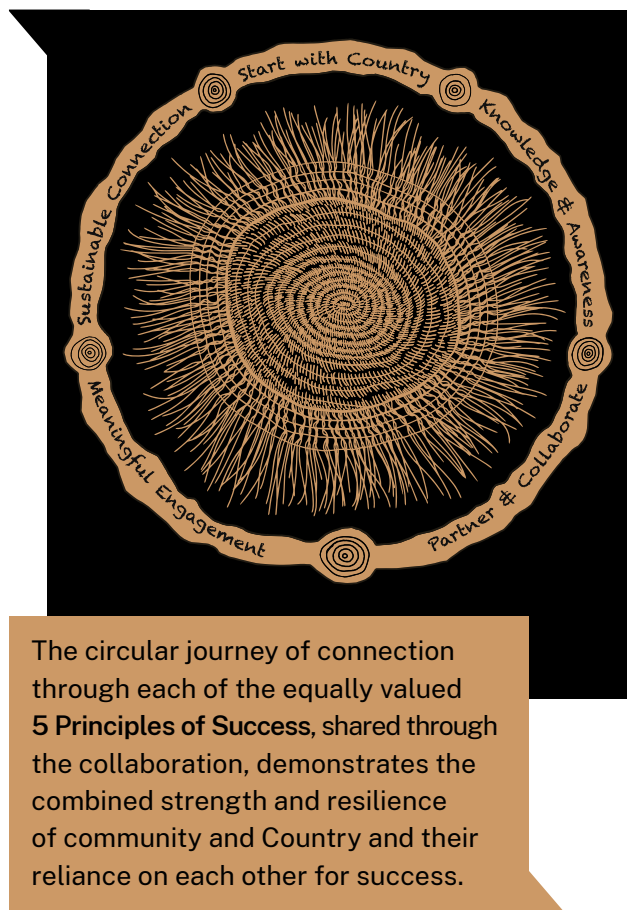 Start with Country
Knowledge & Awareness
Partner & Collaborate
Meaningful Engagement
Sustainable Connection
The circular journey of connection
through each of the equally valued
5 Principles of Success, shared through
the collaboration, demonstrates the
combined strength and resilience
of community and Country and their
reliance on each other for success.